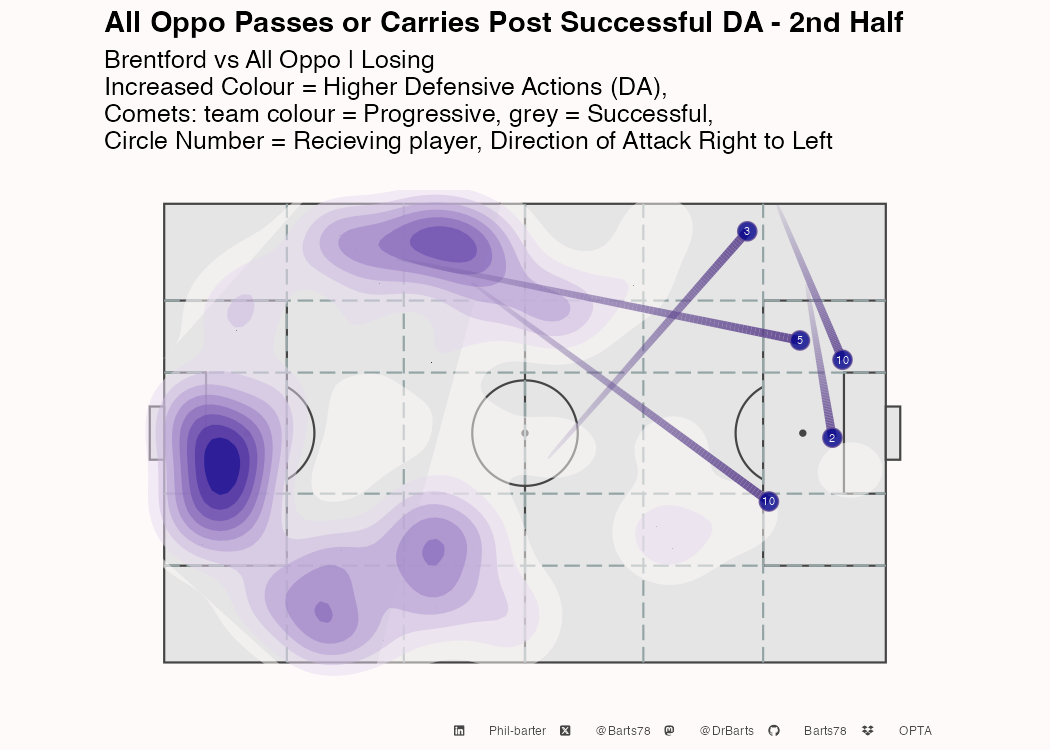 All Oppo Passes or Carries Post Successful DA - 2nd Half
Brentford vs All Oppo | Losing
Increased Colour = Higher Defensive Actions (DA),
Comets: team colour = Progressive, grey = Successful,
Circle Number = Recieving player, Direction of Attack Right to Left
3
5
10
2
10
Phil-barter @Barts78 @DrBarts Barts78 OPTA